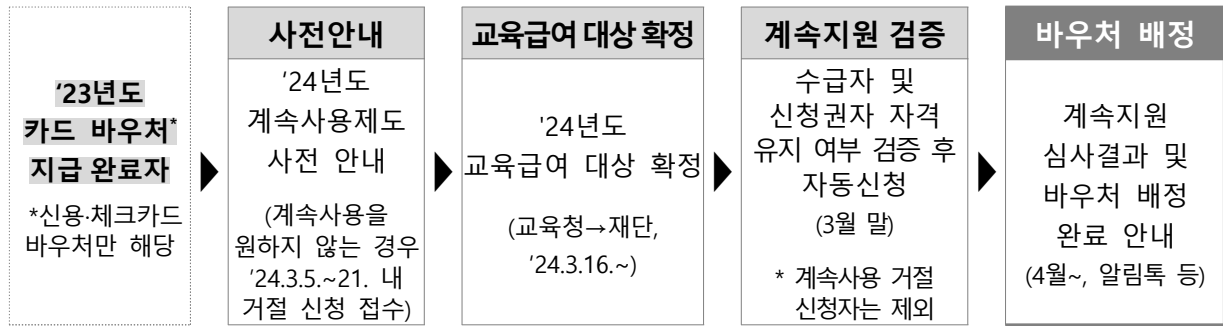 ‘23년도
카드 바우처*
지급 완료자
*신용·체크카드
바우처만 해당
사전안내
’24년도
계속사용제도
사전 안내
(계속사용을
원하지 않는 경우
’24.3.5.~21. 내
거절 신청 접수)
교육급여 대상 확정
'24년도
교육급여 대상 확정
(교육청→재단,
’24.3.16.~)
계속지원 검증
수급자 및
신청권자 자격
유지 여부 검증 후
자동신청
(3월 말)
* 계속사용 거절
신청자는 제외
바우처 배정
계속지원
심사결과 및
바우처 배정
완료 안내
(4월~, 알림톡 등)